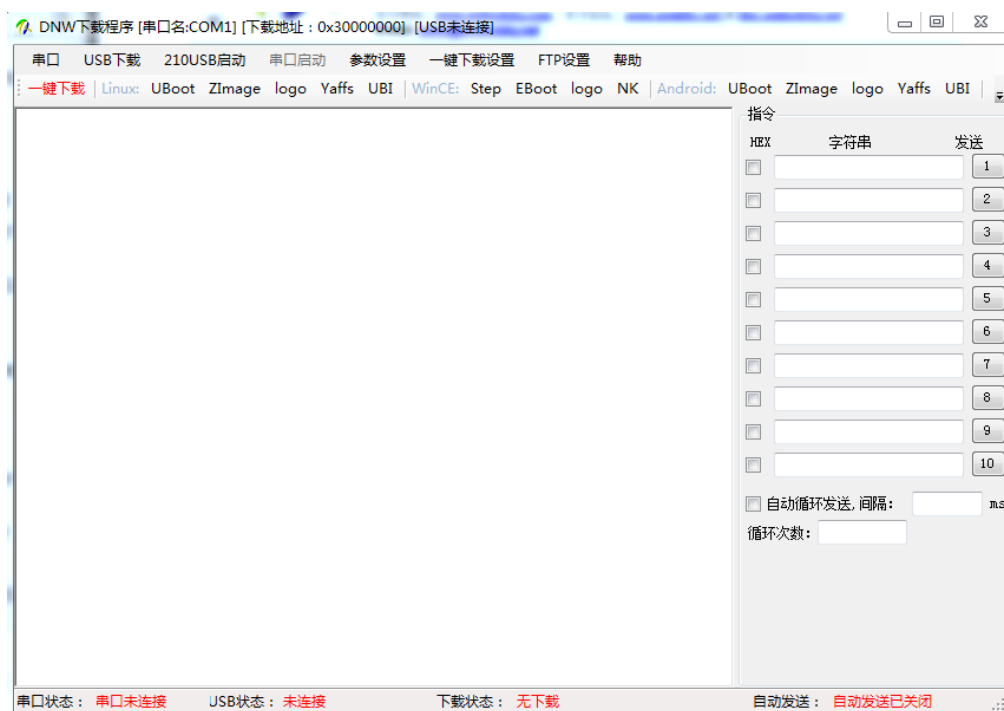 DNW下载程序 [串口名:COM1] [下载地址：0x30000000] [USB未连接]
串口 USB下载 210USB启动 串口启动 参数设置 一键下载设置 FTP设置 帮助
一键下载 Linux: UBoot ZImage logo Yaffs UBI WinCE: Step EBoot logo NK Android: UBoot ZImage logo Yaffs UBI
指令
HEX 字符串 发送
1
2
3
4
5
6
7
8
9
10
自动循环发送,间隔: ms
循环次数:
串口状态： 串口未连接 USB状态： 未连接 下载状态： 无下载 自动发送： 自动发送已关闭